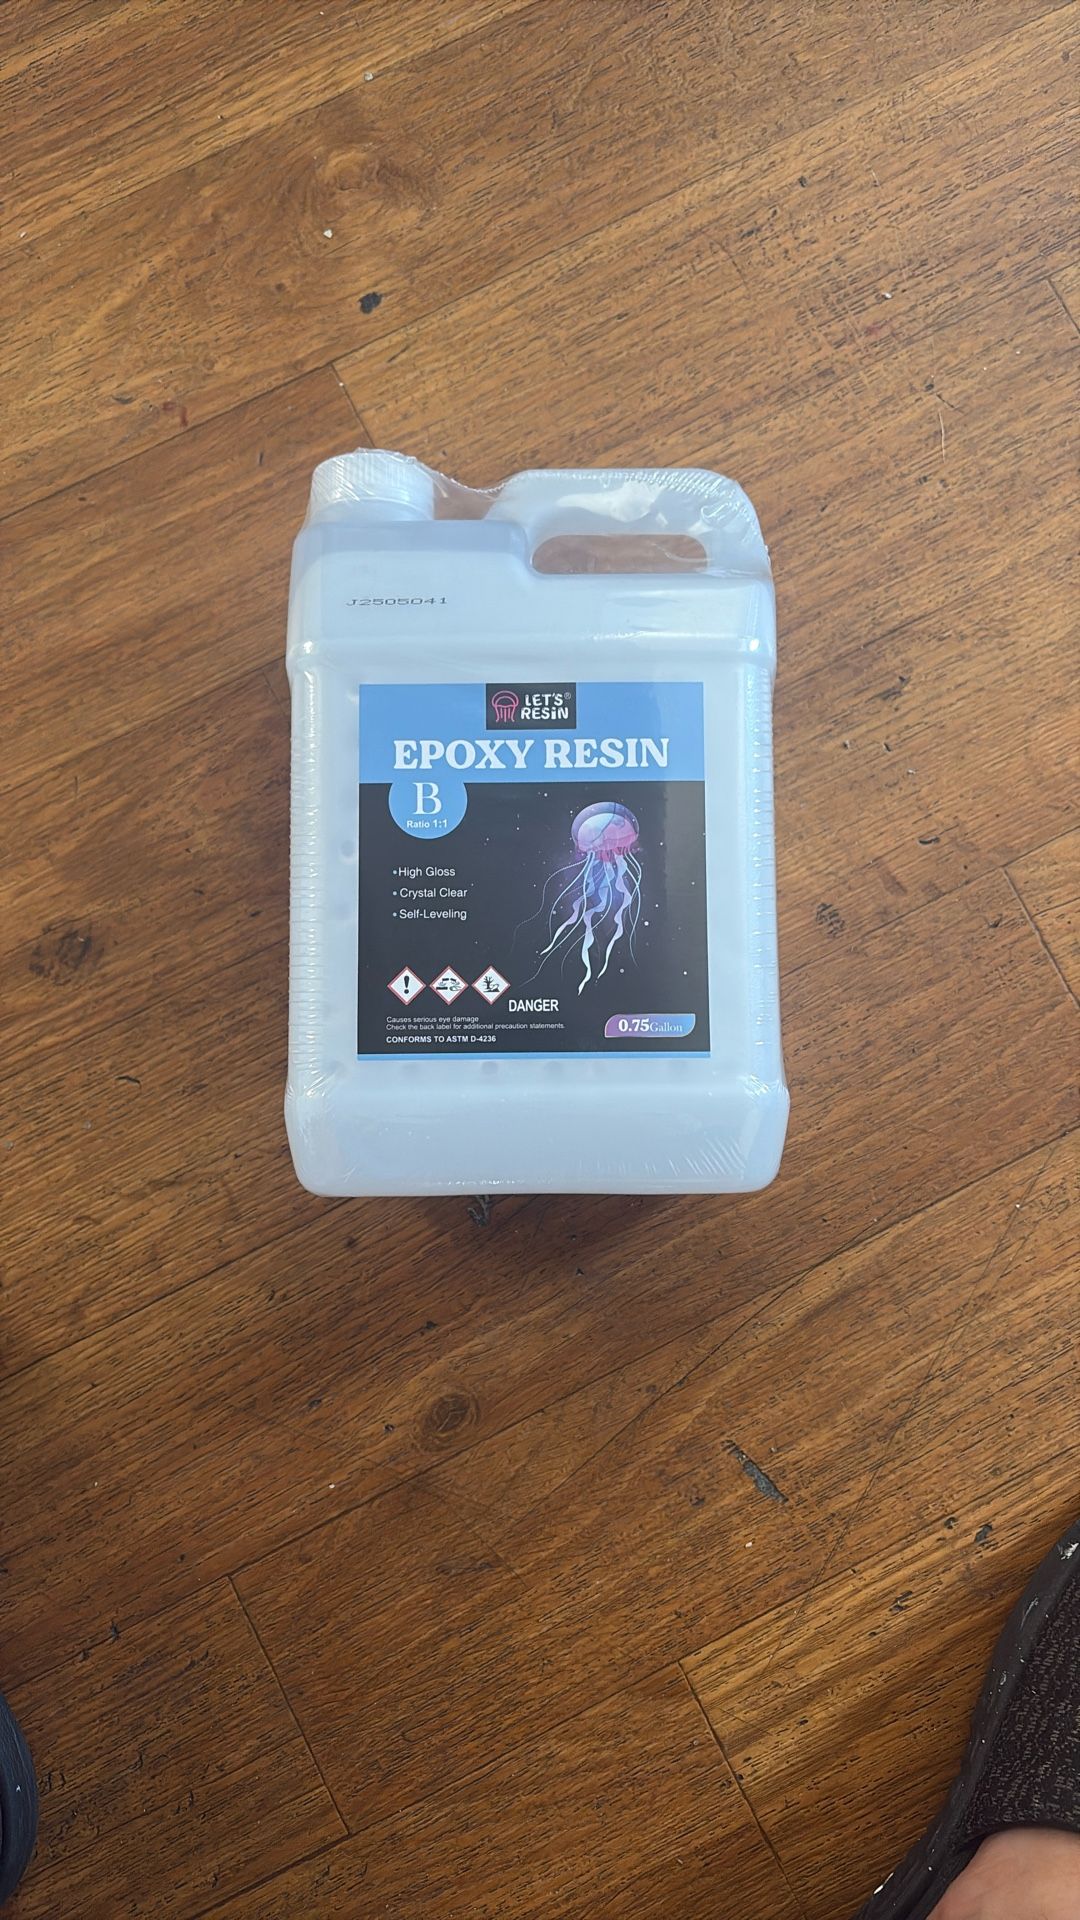 J2505041
LET'S®
RESIN
EPOXY RESIN
B
Ratio 1:1
•High Gloss
•Crystal Clear
•Self-Leveling
DANGER
Causes serious eye damage
Check the back label for additional precaution statements.
CONFORMS TO ASTM D-4236
0.75Gallon